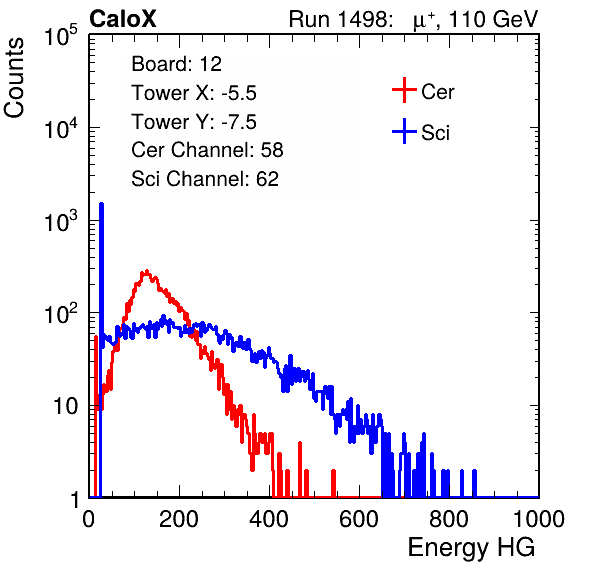 CaloX Run 1498: μ⁺, 110 GeV
Counts
10⁵
10⁴
10³
10²
10
1
Board: 12
Tower X: -5.5
Tower Y: -7.5
Cer Channel: 58
Sci Channel: 62
Cer
Sci
0 200 400 600 800 1000
Energy HG